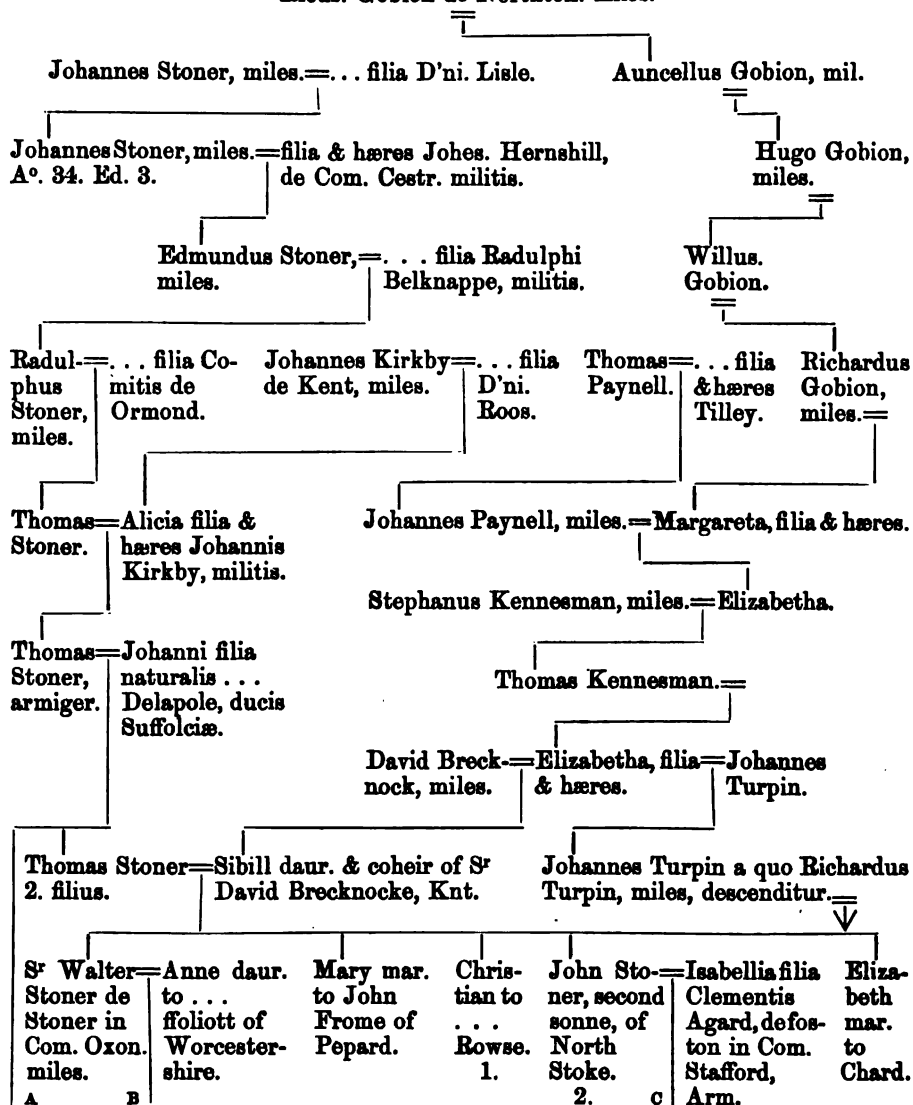 Gobion de miles.
Johannes Stoner, miles.=. . . filia D'ni. Lisle.
Auncellus Gobion, mil.
Johannes Stoner, miles.=filia & hæres Johes. Hernshill,
Aº. 34. Ed. 3. de Com. Cestr. militis.
Hugo Gobion,
miles.
Edmundus Stoner,=. . . filia Radulphi
miles. Belknappe, militis.
Willus.
Gobion.
Radul-=. . . filia Co-
phus mitis de
Stoner, Ormond.
miles.
Johannes Kirkby=. . . filia
de Kent, miles. D'ni.
Roos.
Thomas=. . . filia
Paynell. & hæres
Tilley.
Richardus
Gobion,
miles.=
Thomas=Alicia filia &
Stoner. hæres Johannis
Kirkby, militis.
Johannes Paynell, miles.=Margareta, filia & hæres.
Stephanus Kennesman, miles.=Elizabetha.
Thomas=Johanni filia
Stoner, naturalis . . .
armiger. Delapole, ducis
Suffolciæ.
Thomas Kennesman.=
David Breck-=Elizabetha, filia=Johannes
nock, miles. & hæres. Turpin.
Thomas Stoner=Sibill daur. & coheir of Sr
2. filius. David Brecknocke, Knt.
Johannes Turpin a quo Richardus
Turpin, miles, descenditur.=
Sr Walter=Anne daur.
Stoner de to . . .
Stoner in ffoliott of
Com. Oxon. Worcester-
miles. shire.
A B
Mary mar.
to John
Frome of
Pepard.
Chris-
tian to
. . .
Rowse.
1.
John Sto-=Isabellia filia
ner, second Clementis
sonne, of Agard, defos-
North ton in Com.
Stoke. Stafford,
2. C Arm.
Eliza-
beth
mar.
to
Chard.